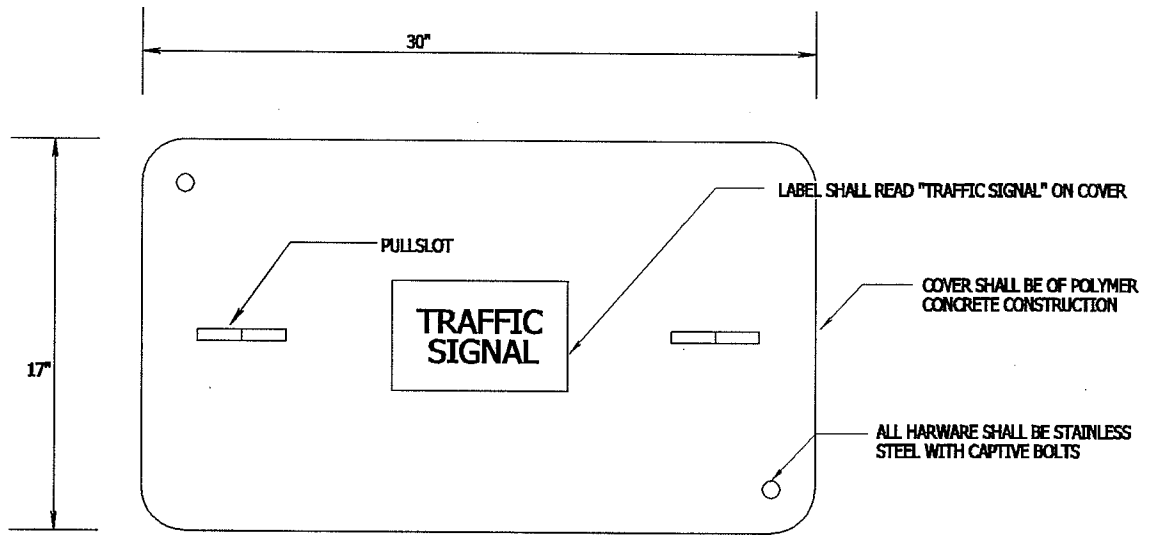 30"
LABEL SHALL READ "TRAFFIC SIGNAL" ON COVER
PULLSLOT
COVER SHALL BE OF POLYMER
CONCRETE CONSTRUCTION
TRAFFIC
SIGNAL
17"
ALL HARWARE SHALL BE STAINLESS
STEEL WITH CAPTIVE BOLTS